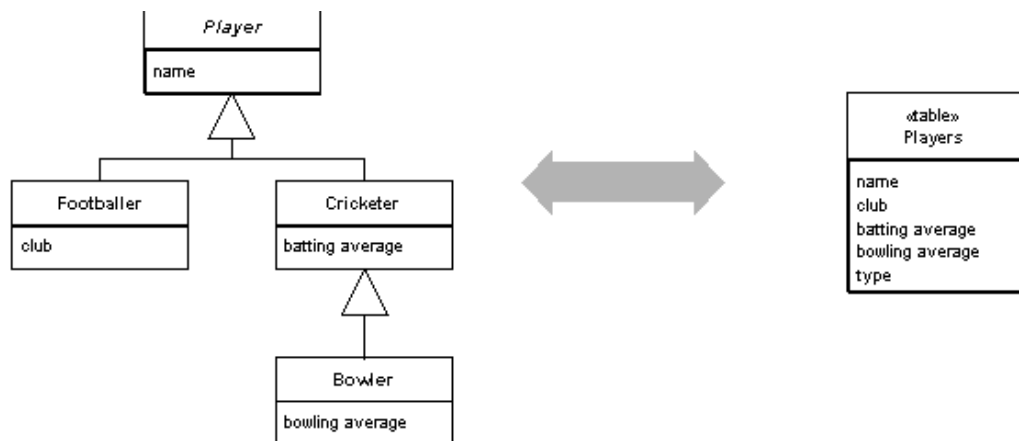 Player
name
Footballer
club
Cricketer
batting average
Bowler
bowling average
«table»
Players
name
club
batting average
bowling average
type